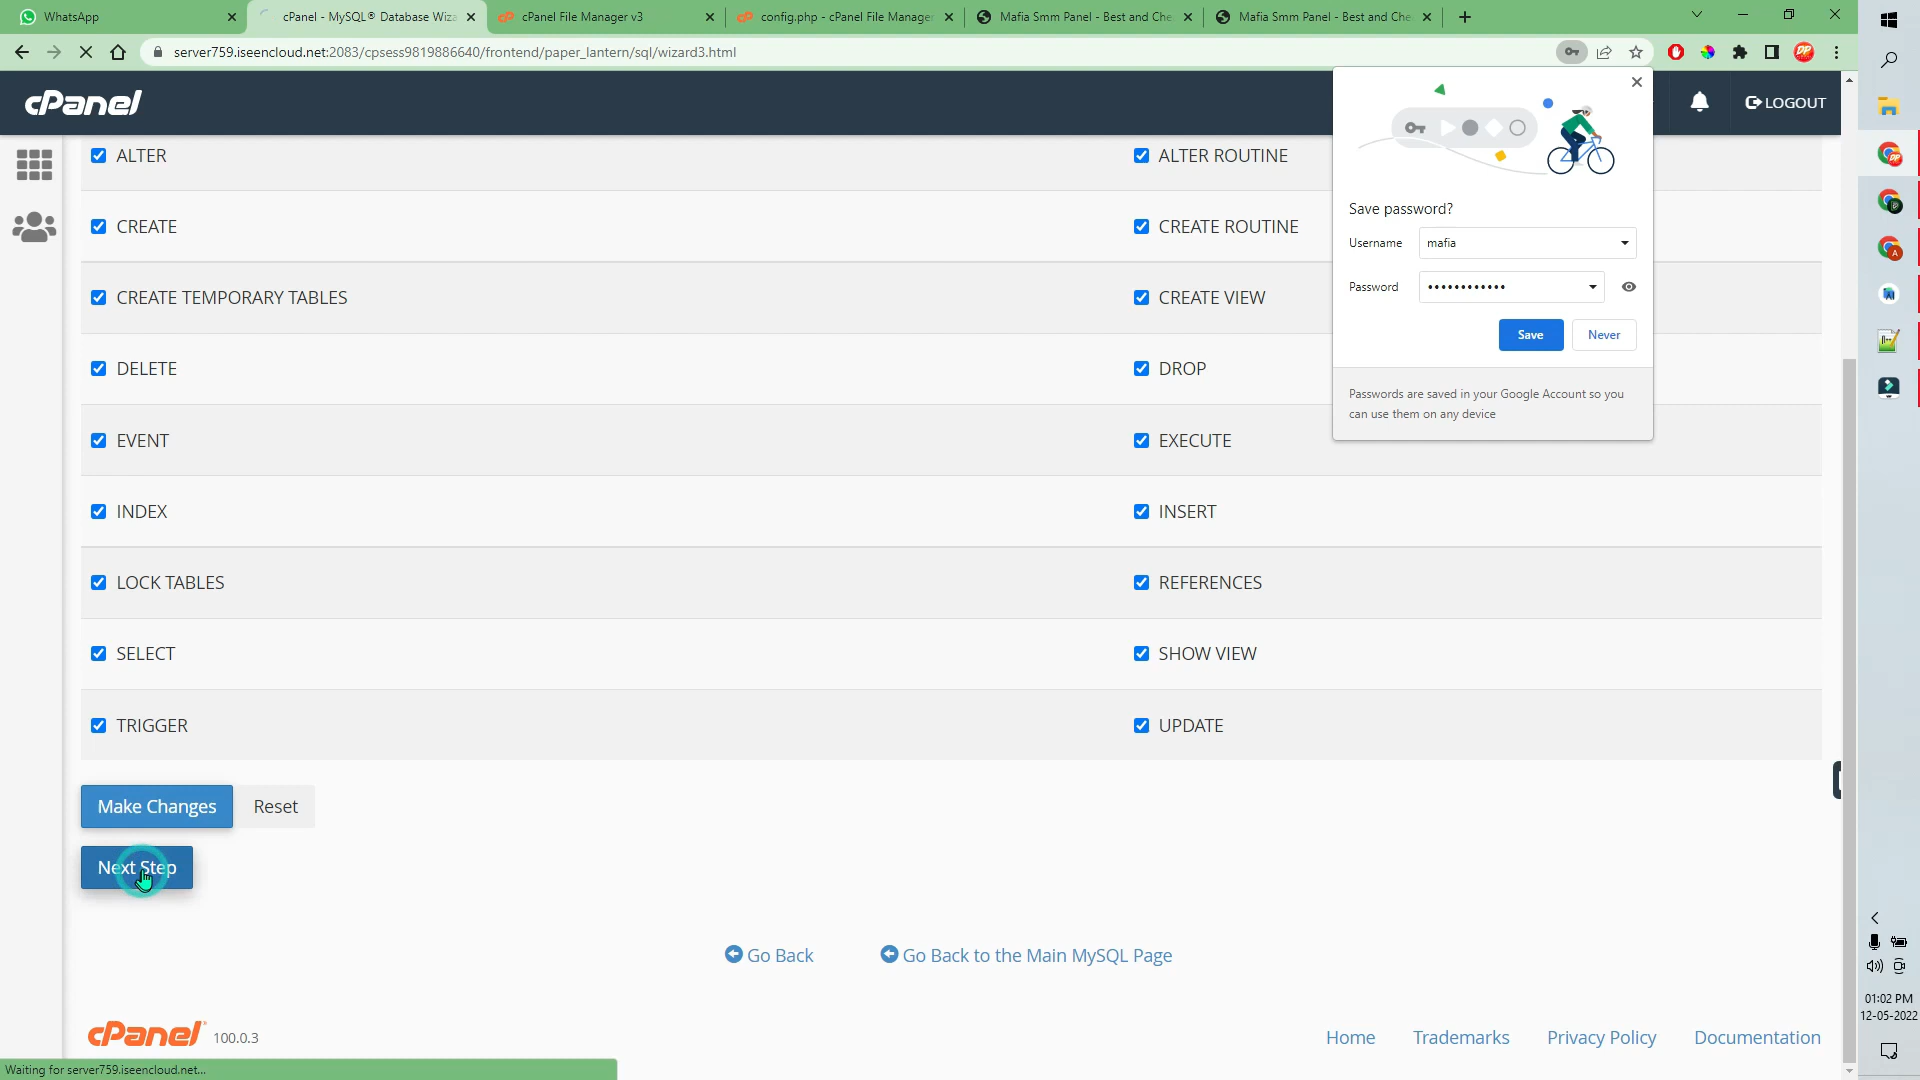 WhatsApp
cPanel - MySQL® Database Wiza
cPanel File Manager v3
config.php - cPanel File Manager
Mafia Smm Panel - Best and Che
Mafia Smm Panel - Best and Che
server759.iseencloud.net:2083/cpsess9819886640/frontend/paper_lantern/sql/wizard3.html
cPanel
LOGOUT
ALTER
ALTER ROUTINE
CREATE
CREATE ROUTINE
CREATE TEMPORARY TABLES
CREATE VIEW
DELETE
DROP
EVENT
EXECUTE
INDEX
INSERT
LOCK TABLES
REFERENCES
SELECT
SHOW VIEW
TRIGGER
UPDATE
Save password?
Username mafia
Password ••••••••••••
Save Never
Passwords are saved in your Google Account so you
can use them on any device
Make Changes Reset
Next Step
Go Back Go Back to the Main MySQL Page
cPanel 100.0.3
Home Trademarks Privacy Policy Documentation
Waiting for server759.iseencloud.net...
01:02 PM
12-05-2022